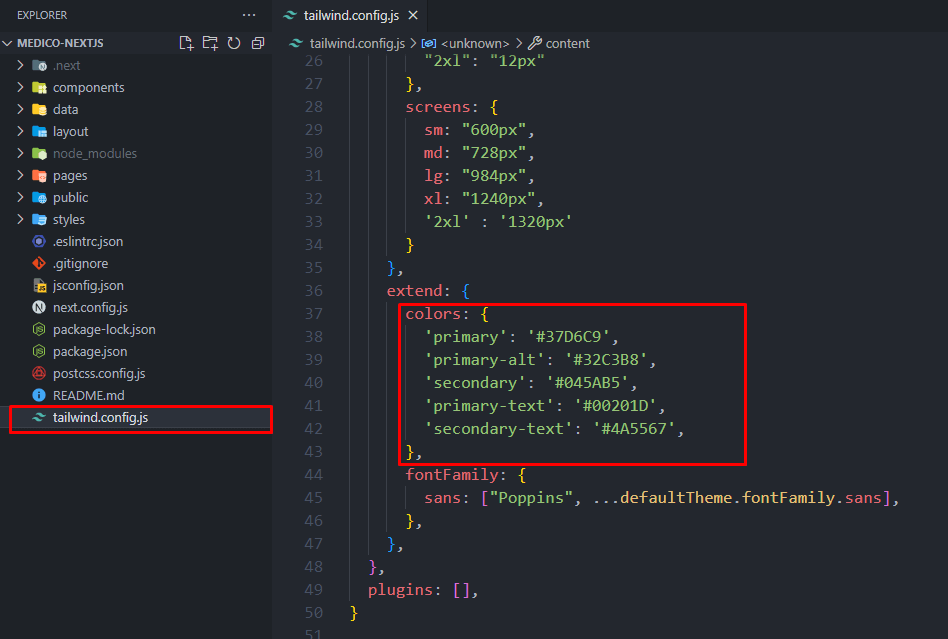 EXPLORER
MEDICO-NEXTJS
.next
components
data
layout
node_modules
pages
public
styles
.eslintrc.json
.gitignore
jsconfig.json
next.config.js
package-lock.json
package.json
postcss.config.js
README.md
tailwind.config.js
tailwind.config.js
tailwind.config.js > <unknown> > content
26 "2xl": "12px"
27 },
28 screens: {
29 sm: "600px",
30 md: "728px",
31 lg: "984px",
32 xl: "1240px",
33 '2xl' : '1320px'
34 }
35 },
36 extend: {
37 colors: {
38 'primary': '#37D6C9',
39 'primary-alt': '#32C3B8',
40 'secondary': '#045AB5',
41 'primary-text': '#00201D',
42 'secondary-text': '#4A5567',
43 },
44 fontFamily: {
45 sans: ["Poppins", ...defaultTheme.fontFamily.sans],
46 },
47 },
48 },
49 plugins: [],
50 }
51